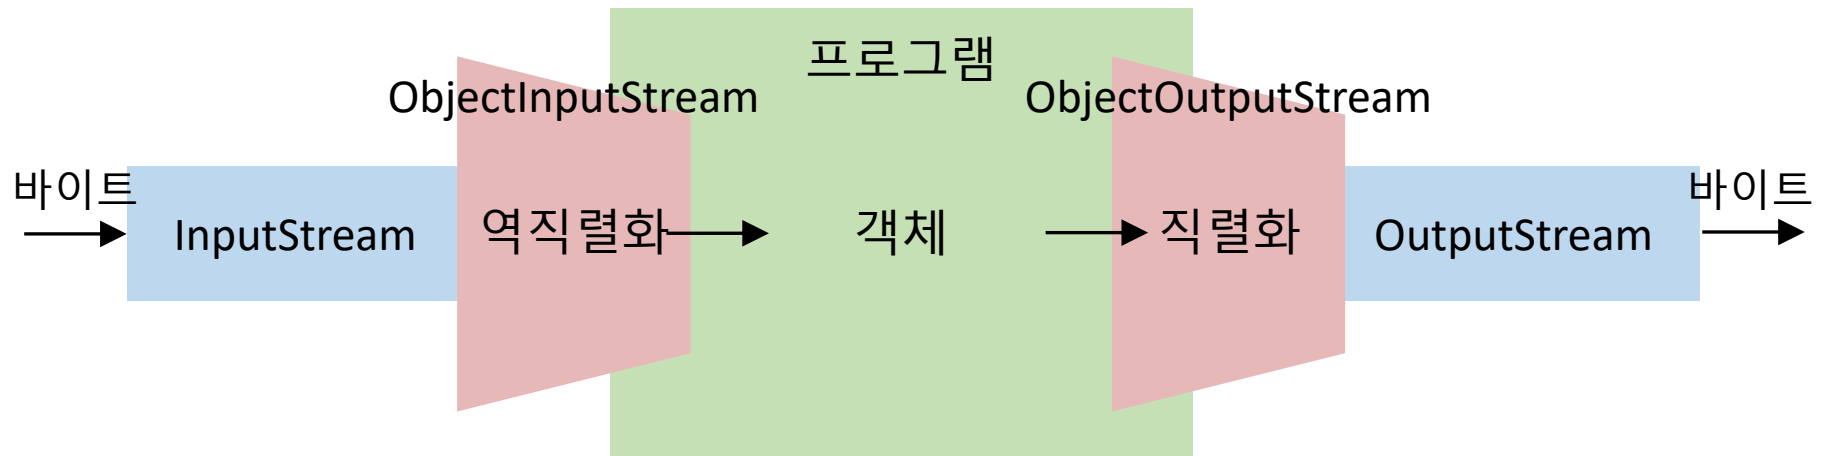 프로그램
ObjectInputStream
ObjectOutputStream
바이트
바이트
InputStream
역직렬화
객체
직렬화
OutputStream